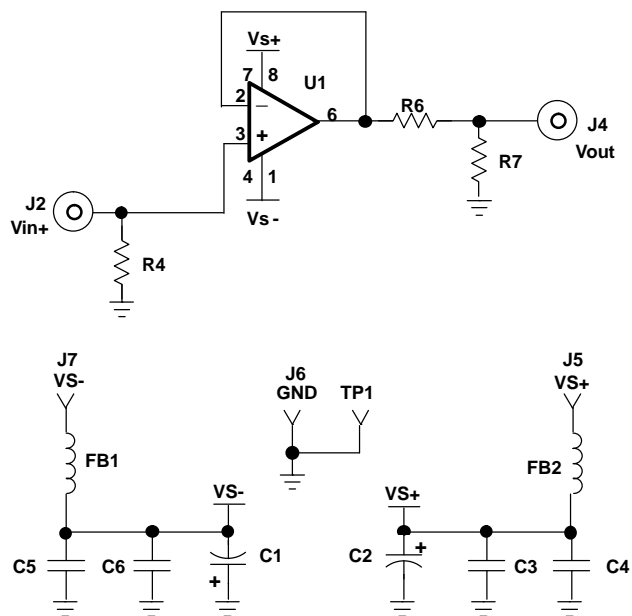 Vs+
7 8
U1
2 −
6
R6
J4
Vout
3 +
R7
4 1
Vs-
J2
Vin+
R4
J7
VS-
J6
GND
TP1
J5
VS+
FB1
FB2
VS-
VS+
C5
C6
C1
+
C2
+
C3
C4